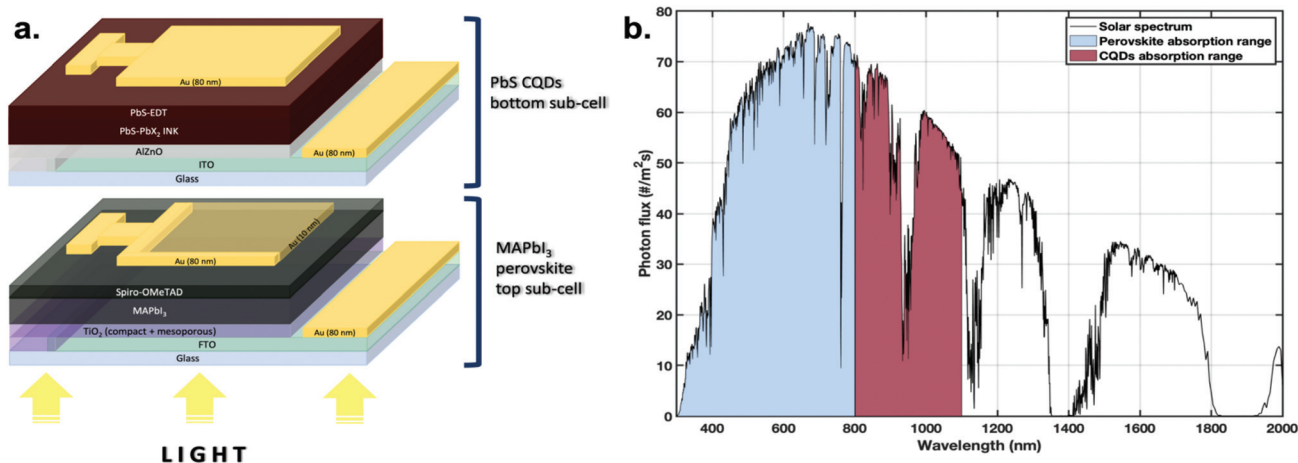 a.
Au (80 nm)
PbS-EDT
PbS-PbX₂ INK
AlZnO
ITO
Glass
Au (80 nm)
PbS CQDs
bottom sub-cell
Au (10 nm)
Au (80 nm)
Spiro-OMeTAD
MAPbI₃
TiO₂ (compact + mesoporous)
FTO
Glass
Au (80 nm)
MAPbI₃
perovskite
top sub-cell
LIGHT
b.
Solar spectrum
Perovskite absorption range
CQDs absorption range
Photon flux (#/m²s)
80
70
60
50
40
30
20
10
0
400 600 800 1000 1200 1400 1600 1800 2000
Wavelength (nm)